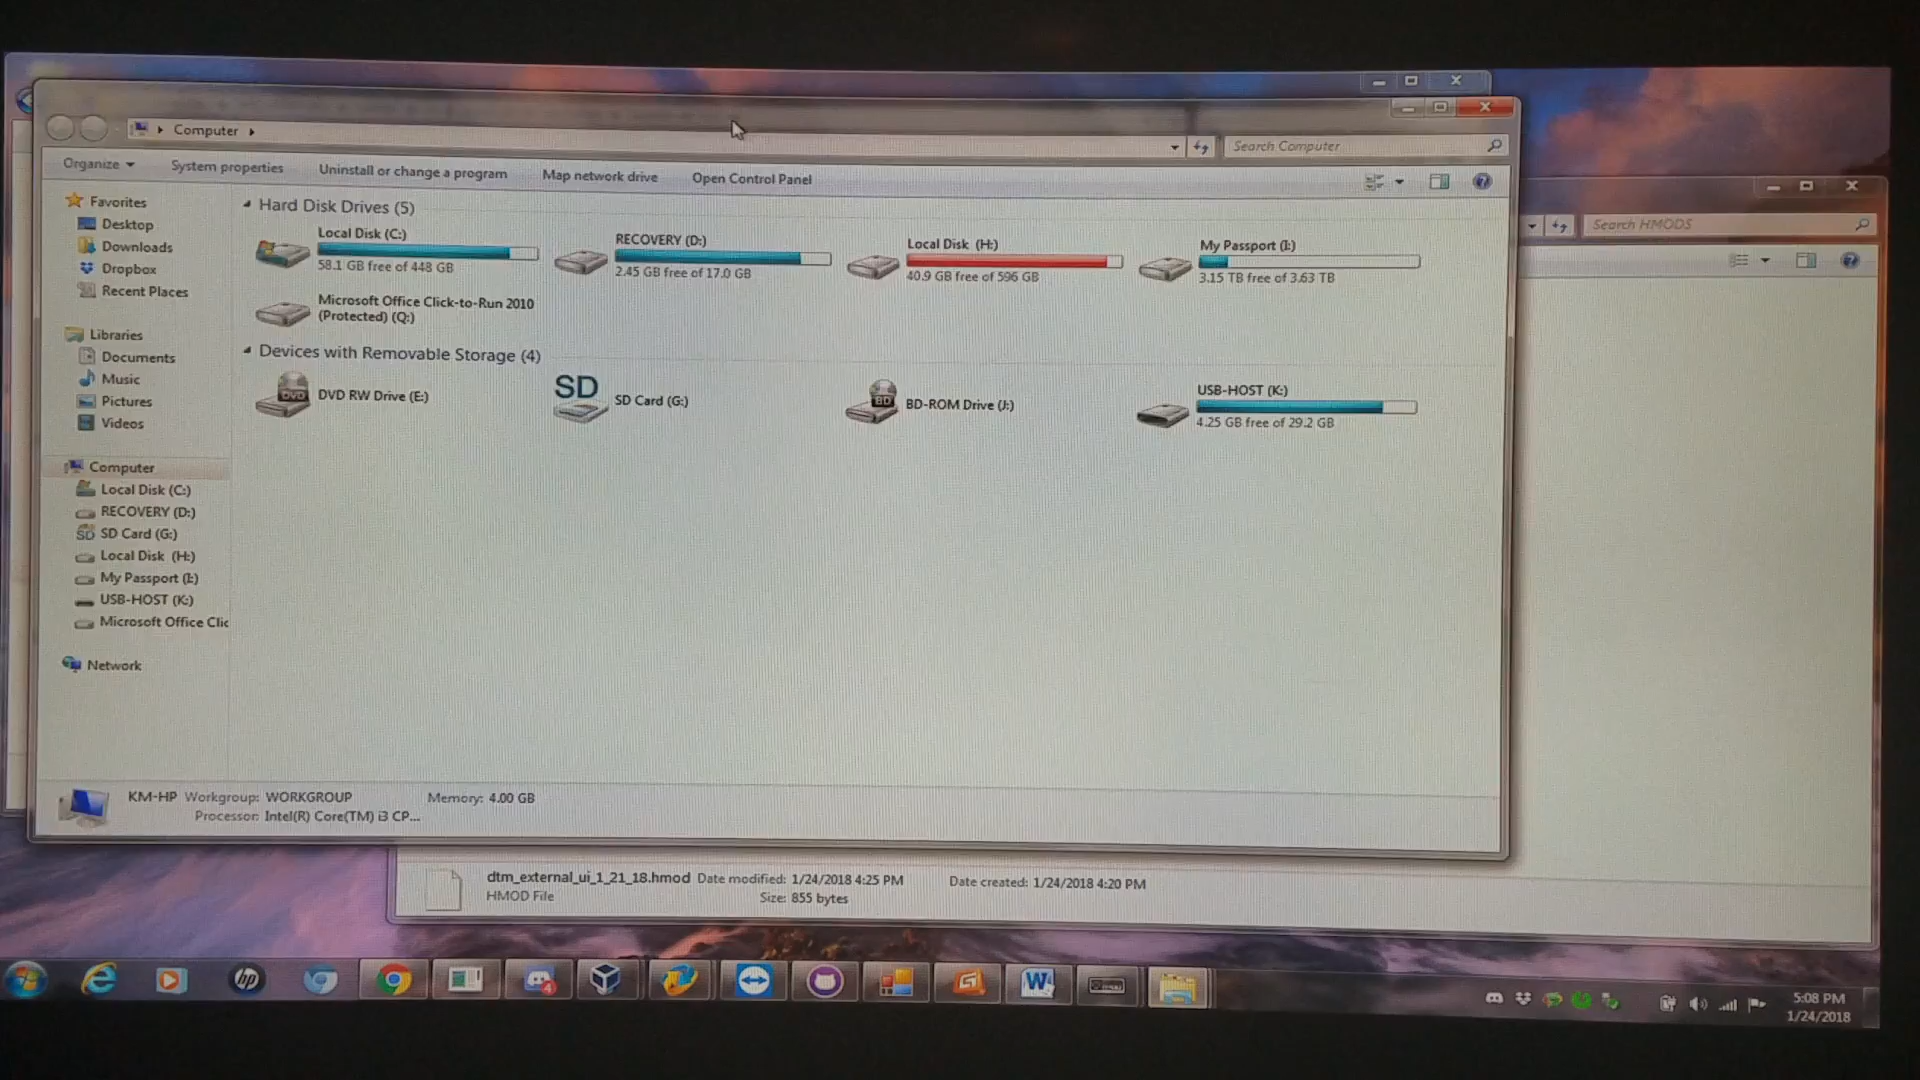 Computer
Search Computer
Organize
System properties
Uninstall or change a program
Map network drive
Open Control Panel
Search HMODS
Favorites
Desktop
Downloads
Dropbox
Recent Places
Libraries
Documents
Music
Pictures
Videos
Computer
Local Disk (C:)
RECOVERY (D:)
SD Card (G:)
Local Disk (H:)
My Passport (I:)
USB-HOST (K:)
Microsoft Office Clic
Network
Hard Disk Drives (5)
Local Disk (C:)
58.1 GB free of 448 GB
RECOVERY (D:)
2.45 GB free of 17.0 GB
Local Disk (H:)
40.9 GB free of 596 GB
My Passport (I:)
3.15 TB free of 3.63 TB
Microsoft Office Click-to-Run 2010
(Protected) (Q:)
Devices with Removable Storage (4)
DVD
DVD RW Drive (E:)
SD
SD Card (G:)
BD
BD-ROM Drive (J:)
USB-HOST (K:)
4.25 GB free of 29.2 GB
KM-HP Workgroup: WORKGROUP Memory: 4.00 GB
Processor: Intel(R) Core(TM) i3 CP...
dtm_external_ui_1_21_18.hmod Date modified: 1/24/2018 4:25 PM Date created: 1/24/2018 4:20 PM
HMOD File Size: 855 bytes
hp
4
W
5:08 PM
1/24/2018